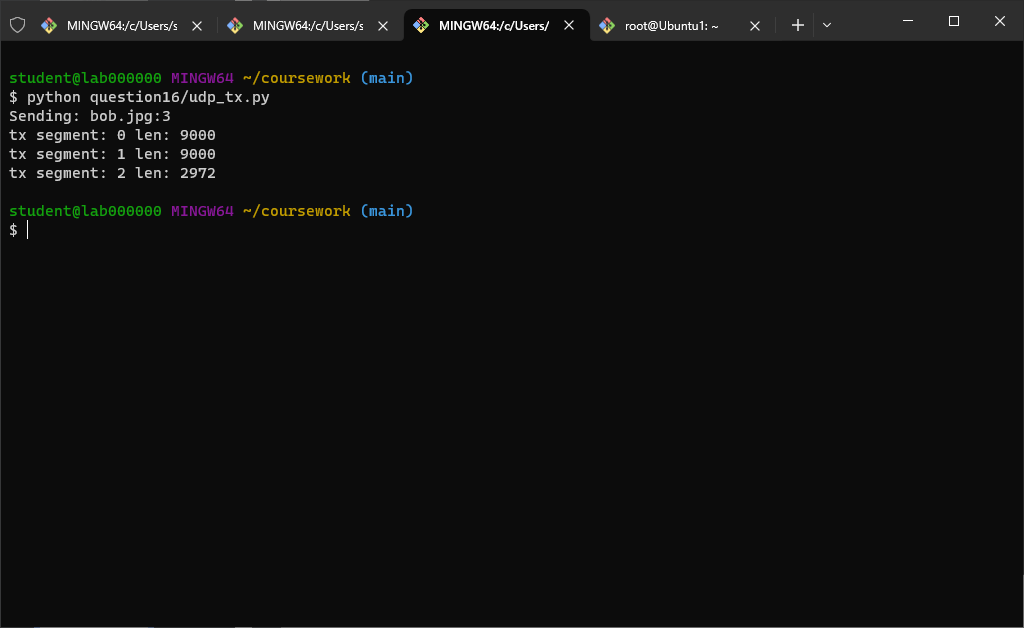 MINGW64:/c/Users/s MINGW64:/c/Users/s MINGW64:/c/Users/ root@Ubuntu1: ~
student@lab000000 MINGW64 ~/coursework (main)
$ python question16/udp_tx.py
Sending: bob.jpg:3
tx segment: 0 len: 9000
tx segment: 1 len: 9000
tx segment: 2 len: 2972
student@lab000000 MINGW64 ~/coursework (main)
$